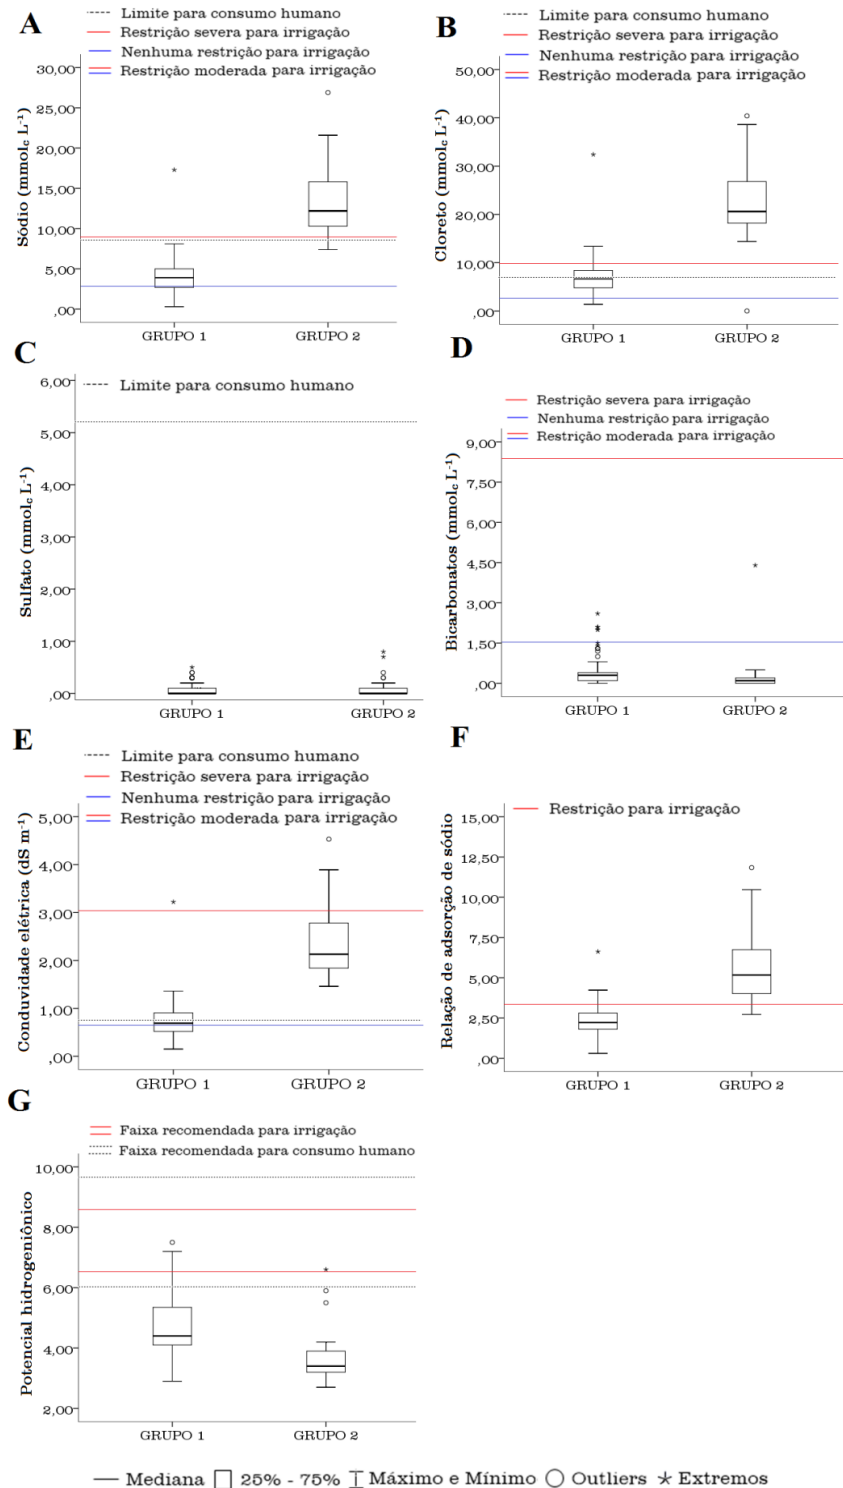 A
Limite para consumo humano
Restrição severa para irrigação
Nenhuma restrição para irrigação
Restrição moderada para irrigação
30,00
25,00
20,00
15,00
10,00
5,00
,00
Sódio (mmolc L-1)
GRUPO 1
GRUPO 2
B
Limite para consumo humano
Restrição severa para irrigação
Nenhuma restrição para irrigação
Restrição moderada para irrigação
50,00
40,00
30,00
20,00
10,00
,00
Cloreto (mmolc L-1)
GRUPO 1
GRUPO 2
C
Limite para consumo humano
6,00
5,00
4,00
3,00
2,00
1,00
,00
Sulfato (mmolc L-1)
GRUPO 1
GRUPO 2
D
Restrição severa para irrigação
Nenhuma restrição para irrigação
Restrição moderada para irrigação
9,00
7,50
6,00
4,50
3,00
1,50
,00
Bicarbonatos (mmolc L-1)
GRUPO 1
GRUPO 2
E
Limite para consumo humano
Restrição severa para irrigação
Nenhuma restrição para irrigação
Restrição moderada para irrigação
5,00
4,00
3,00
2,00
1,00
,00
Conduvidade elétrica (dS m-1)
GRUPO 1
GRUPO 2
F
Restrição para irrigação
15,00
12,50
10,00
7,50
5,00
2,50
,00
Relação de adsorção de sódio
GRUPO 1
GRUPO 2
G
Faixa recomendada para irrigação
Faixa recomendada para consumo humano
10,00
8,00
6,00
4,00
2,00
Potencial hidrogeniônico
GRUPO 1
GRUPO 2
Mediana 25% - 75% Máximo e Mínimo Outliers Extremos